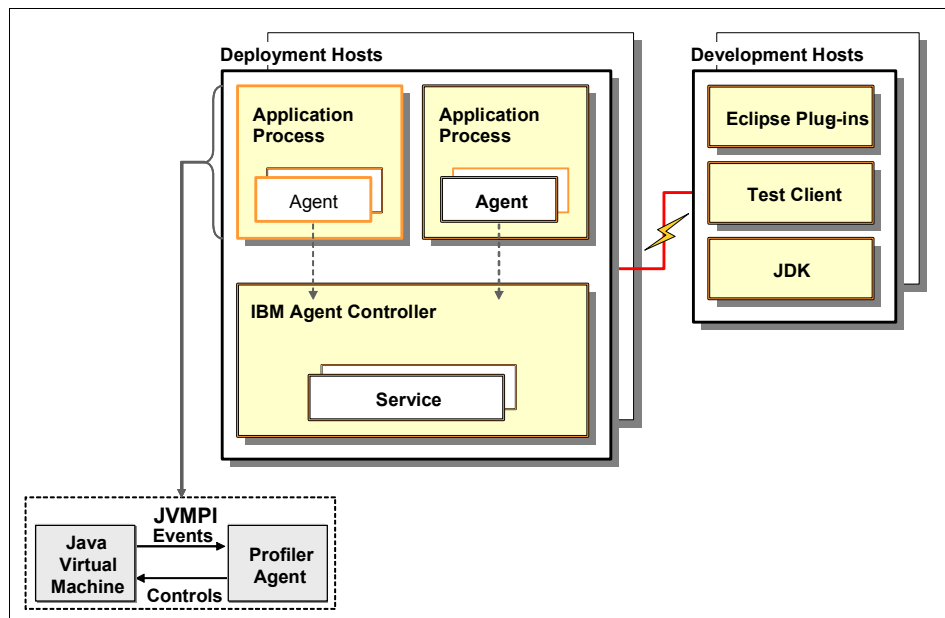 Deployment Hosts
Development Hosts
Application
Process
Agent
Application
Process
Agent
IBM Agent Controller
Service
Eclipse Plug-ins
Test Client
JDK
JVMPI
Events
Java
Virtual
Machine
Profiler
Agent
Controls